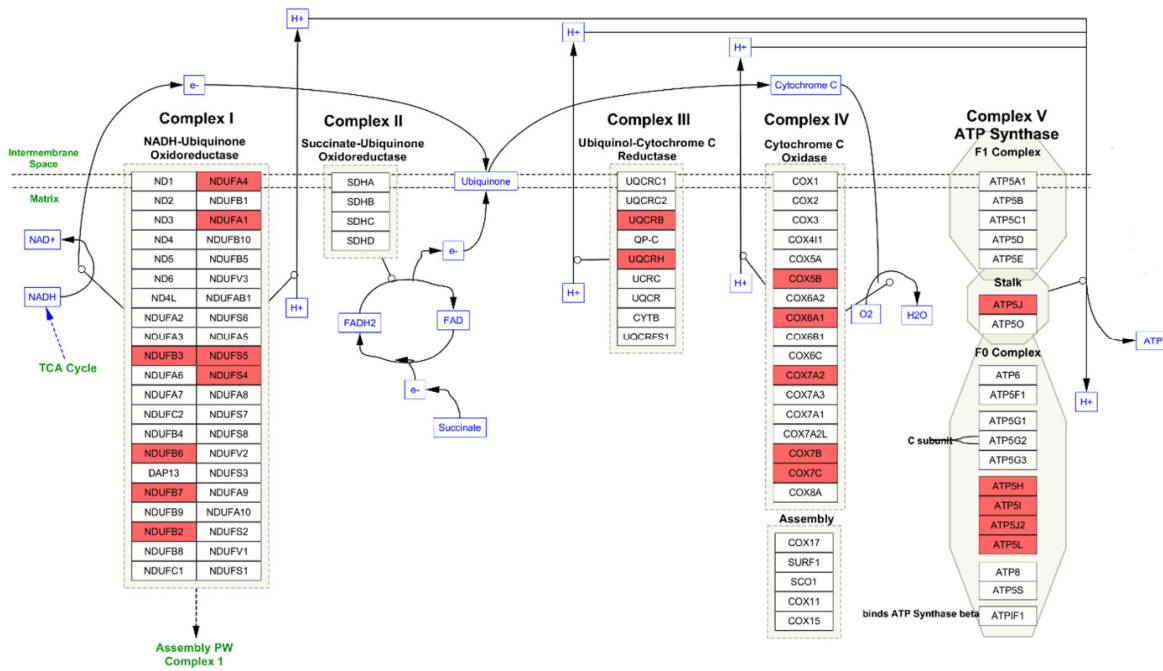 H+
H+
H+
e-
Cytochrome C
Complex I
NADH-Ubiquinone
Oxidoreductase
Complex II
Succinate-Ubiquinone
Oxidoreductase
Complex III
Ubiquinol-Cytochrome C
Reductase
Complex IV
Cytochrome C
Oxidase
Complex V
ATP Synthase
F1 Complex
Intermembrane
Space
Matrix
Ubiquinone
NAD+
NADH
TCA Cycle
ND1 NDUFA4
ND2 NDUFB1
ND3 NDUFA1
ND4 NDUFB10
ND5 NDUFB5
ND6 NDUFV3
ND4L NDUFAB1
NDUFA2 NDUFS6
NDUFA3 NDUFA5
NDUFB3 NDUFS5
NDUFA6 NDUFS4
NDUFA7 NDUFA8
NDUFC2 NDUFS7
NDUFB4 NDUFS8
NDUFB6 NDUFV2
DAP13 NDUFS3
NDUFB7 NDUFA9
NDUFB9 NDUFA10
NDUFB2 NDUFS2
NDUFB8 NDUFV1
NDUFC1 NDUFS1
Assembly PW
Complex 1
H+
SDHA
SDHB
SDHC
SDHD
e-
FADH2
FAD
e-
Succinate
UQCRC1
UQCRC2
UQCRB
QP-C
UQCRH
UCRC
UQCR
CYTB
UQCRFS1
H+
H+
COX1
COX2
COX3
COX4I1
COX5A
COX5B
COX6A2
COX6A1
COX6B1
COX6C
COX7A2
COX7A3
COX7A1
COX7A2L
COX7B
COX7C
COX8A
Assembly
COX17
SURF1
SCO1
COX11
COX15
O2
H2O
ATP5A1
ATP5B
ATP5C1
ATP5D
ATP5E
Stalk
ATP5J
ATP5O
F0 Complex
ATP6
ATP5F1
ATP5G1
C subunit
ATP5G2
ATP5G3
ATP5H
ATP5I
ATP5J2
ATP5L
ATP8
ATP5S
binds ATP Synthase beta
ATPIF1
ATP
H+